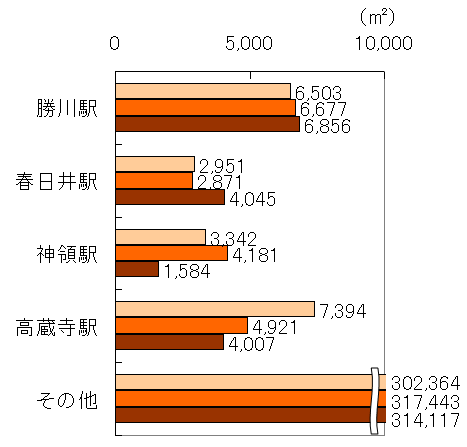 (㎡)
0 5,000 10,000
勝川駅
6,503
6,677
6,856
春日井駅
2,951
2,871
4,045
神領駅
3,342
4,181
1,584
高蔵寺駅
7,394
4,921
4,007
その他
302,364
317,443
314,117